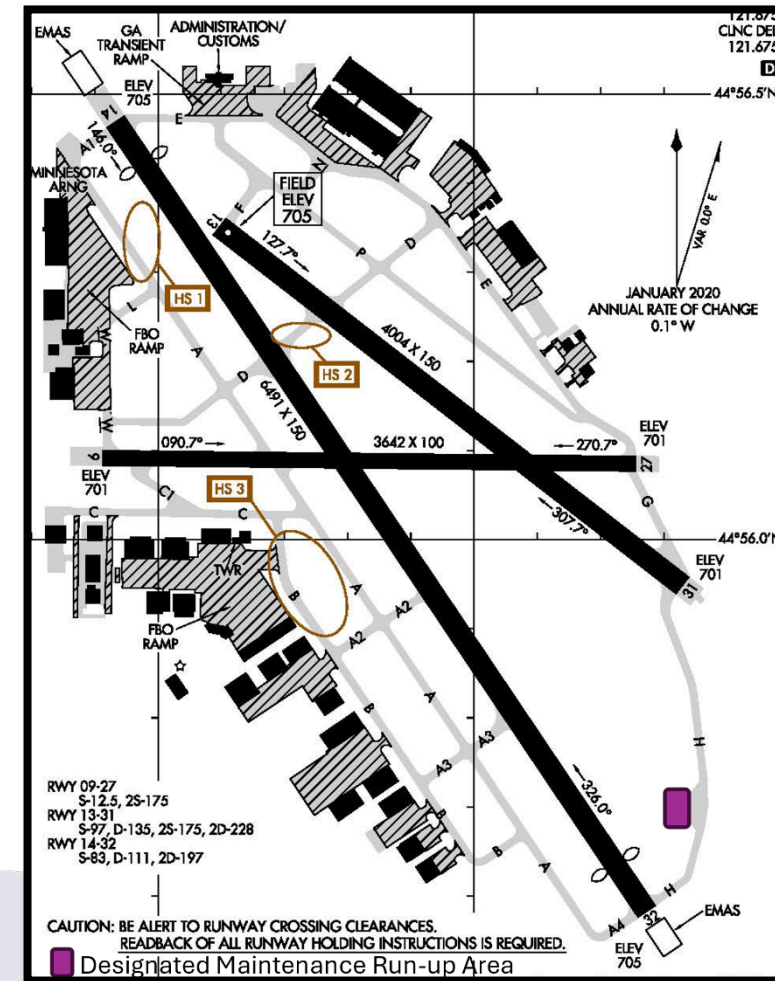 121.675
CLNC DEL
121.675
D
EMAS
GA
TRANSIENT
RAMP
ADMINISTRATION/
CUSTOMS
ELEV
705
44°56.5'N
14
146.0°
A1
E
MINNESOTA
ARNG
FIELD
ELEV
705
N
F
13
127.7°
P
D
E
VAR 0.0° E
JANUARY 2020
ANNUAL RATE OF CHANGE
0.1° W
HS 1
FBO
RAMP
A
D
HS 2
4004 X 150
6491 X 150
W
W
9
ELEV
701
090.7°
3642 X 100
270.7°
27
ELEV
701
G
C1
HS 3
C
C
TWR
307.7°
44°56.0'N
ELEV
701
31
FBO
RAMP
B
A
A2
A2
B
A
A3
A3
H
326.0°
RWY 09-27
S-12.5, 2S-175
RWY 13-31
S-97, D-135, 2S-175, 2D-228
RWY 14-32
S-83, D-111, 2D-197
B
B
A
H
A4
32
ELEV
705
EMAS
CAUTION: BE ALERT TO RUNWAY CROSSING CLEARANCES.
READBACK OF ALL RUNWAY HOLDING INSTRUCTIONS IS REQUIRED.
Designated Maintenance Run-up Area